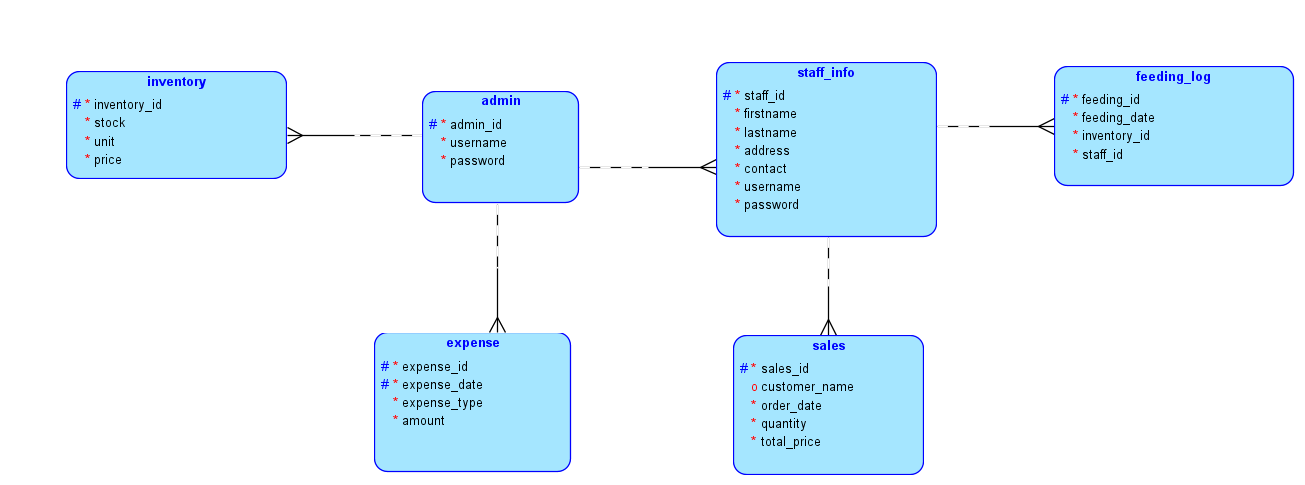 inventory
# * inventory_id
* stock
* unit
* price
admin
# * admin_id
* username
* password
staff_info
# * staff_id
* firstname
* lastname
* address
* contact
* username
* password
feeding_log
# * feeding_id
* feeding_date
* inventory_id
* staff_id
expense
# * expense_id
# * expense_date
* expense_type
* amount
sales
# * sales_id
o customer_name
* order_date
* quantity
* total_price